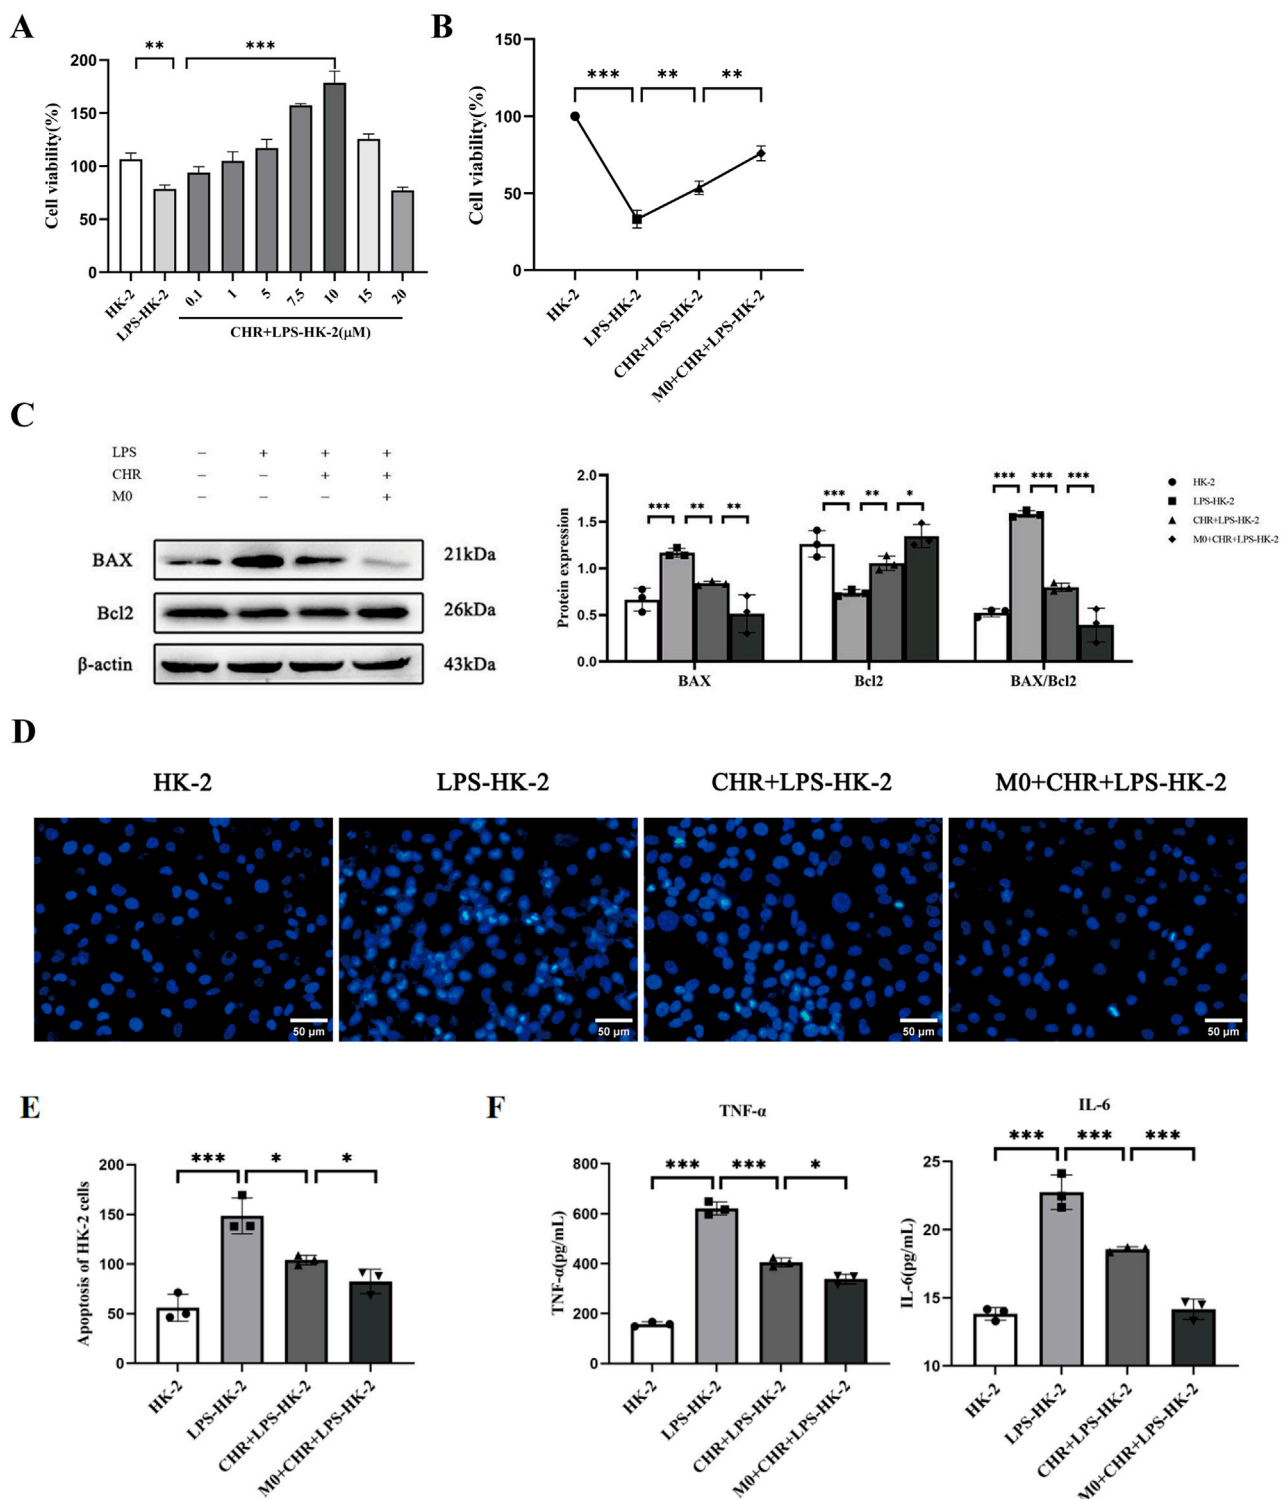 A
Cell viability(%)
200
150
100
50
0
**
***
HK-2
LPS-HK-2
0.1
1
5
7.5
10
15
20
CHR+LPS-HK-2(μM)
B
Cell viability(%)
150
100
50
0
***
**
**
HK-2
LPS-HK-2
CHR+LPS-HK-2
M0+CHR+LPS-HK-2
C
LPS − + + +
CHR − − + +
M0 − − − +
BAX 21kDa
Bcl2 26kDa
β-actin 43kDa
Protein expression
2.0
1.5
1.0
0.5
0.0
*** ** **
*** ** *
*** *** ***
BAX Bcl2 BAX/Bcl2
HK-2
LPS-HK-2
CHR+LPS-HK-2
M0+CHR+LPS-HK-2
D
HK-2 LPS-HK-2 CHR+LPS-HK-2 M0+CHR+LPS-HK-2
50 μm 50 μm 50 μm 50 μm
E
Apoptosis of HK-2 cells
200
150
100
50
0
*** * *
HK-2
LPS-HK-2
CHR+LPS-HK-2
M0+CHR+LPS-HK-2
F
TNF-α
TNF-α(pg/mL)
800
600
400
200
0
*** *** *
HK-2
LPS-HK-2
CHR+LPS-HK-2
M0+CHR+LPS-HK-2
IL-6
IL-6(pg/mL)
25
20
15
10
*** *** ***
HK-2
LPS-HK-2
CHR+LPS-HK-2
M0+CHR+LPS-HK-2